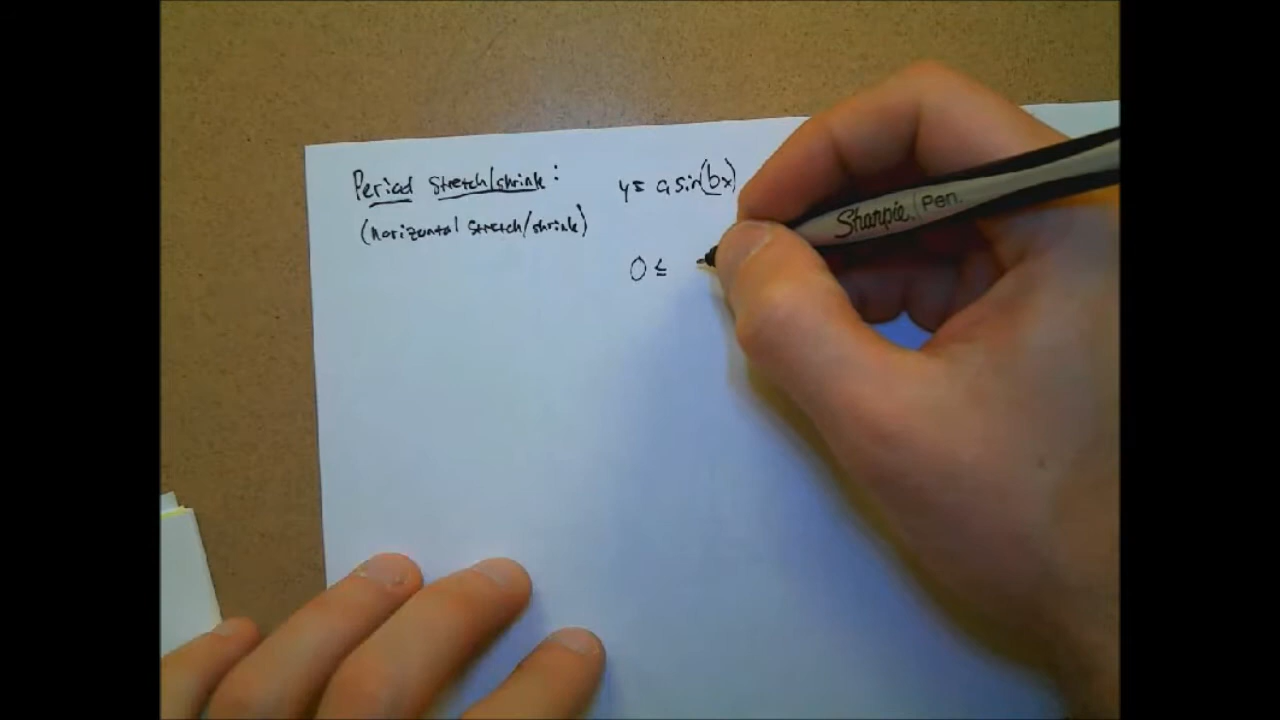 Period Stretch/shrink:
y = a sin(bx)
(horizontal stretch/shrink)
0 ≤
Sharpie. Pen.